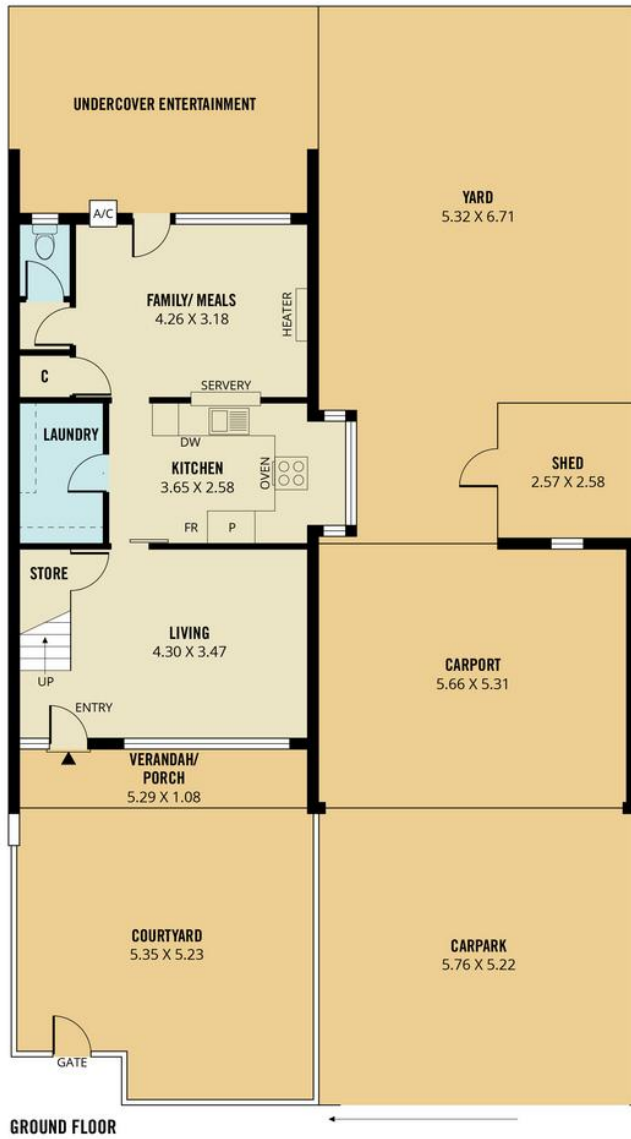 UNDERCOVER ENTERTAINMENT
A/C
YARD
5.32 X 6.71
FAMILY/ MEALS
4.26 X 3.18
HEATER
C
SERVERY
LAUNDRY
DW
KITCHEN
3.65 X 2.58
OVEN
FR
P
SHED
2.57 X 2.58
STORE
LIVING
4.30 X 3.47
UP
ENTRY
CARPORT
5.66 X 5.31
VERANDAH/
PORCH
5.29 X 1.08
COURTYARD
5.35 X 5.23
CARPARK
5.76 X 5.22
GATE
GROUND FLOOR